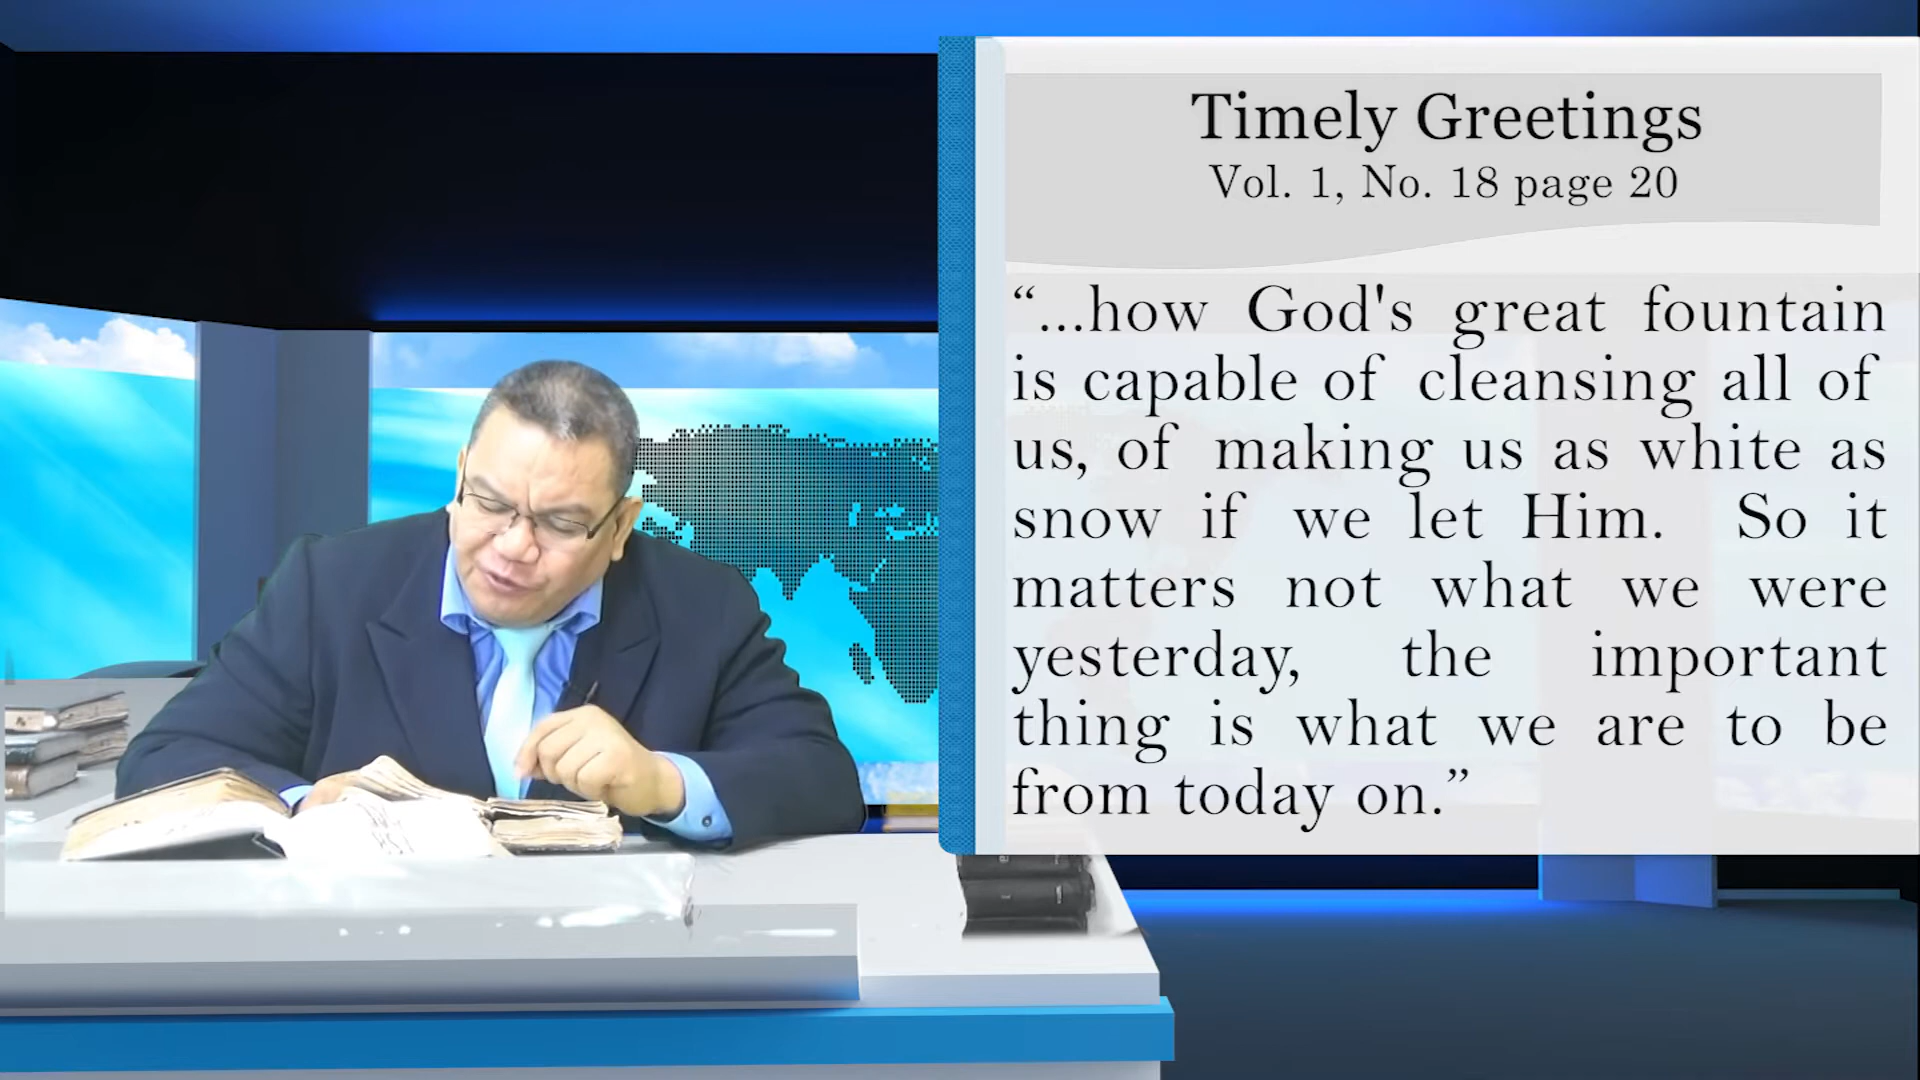 Timely Greetings
Vol. 1, No. 18 page 20
“...how God's great fountain
is capable of cleansing all of
us, of making us as white as
snow if we let Him. So it
matters not what we were
yesterday, the important
thing is what we are to be
from today on.”